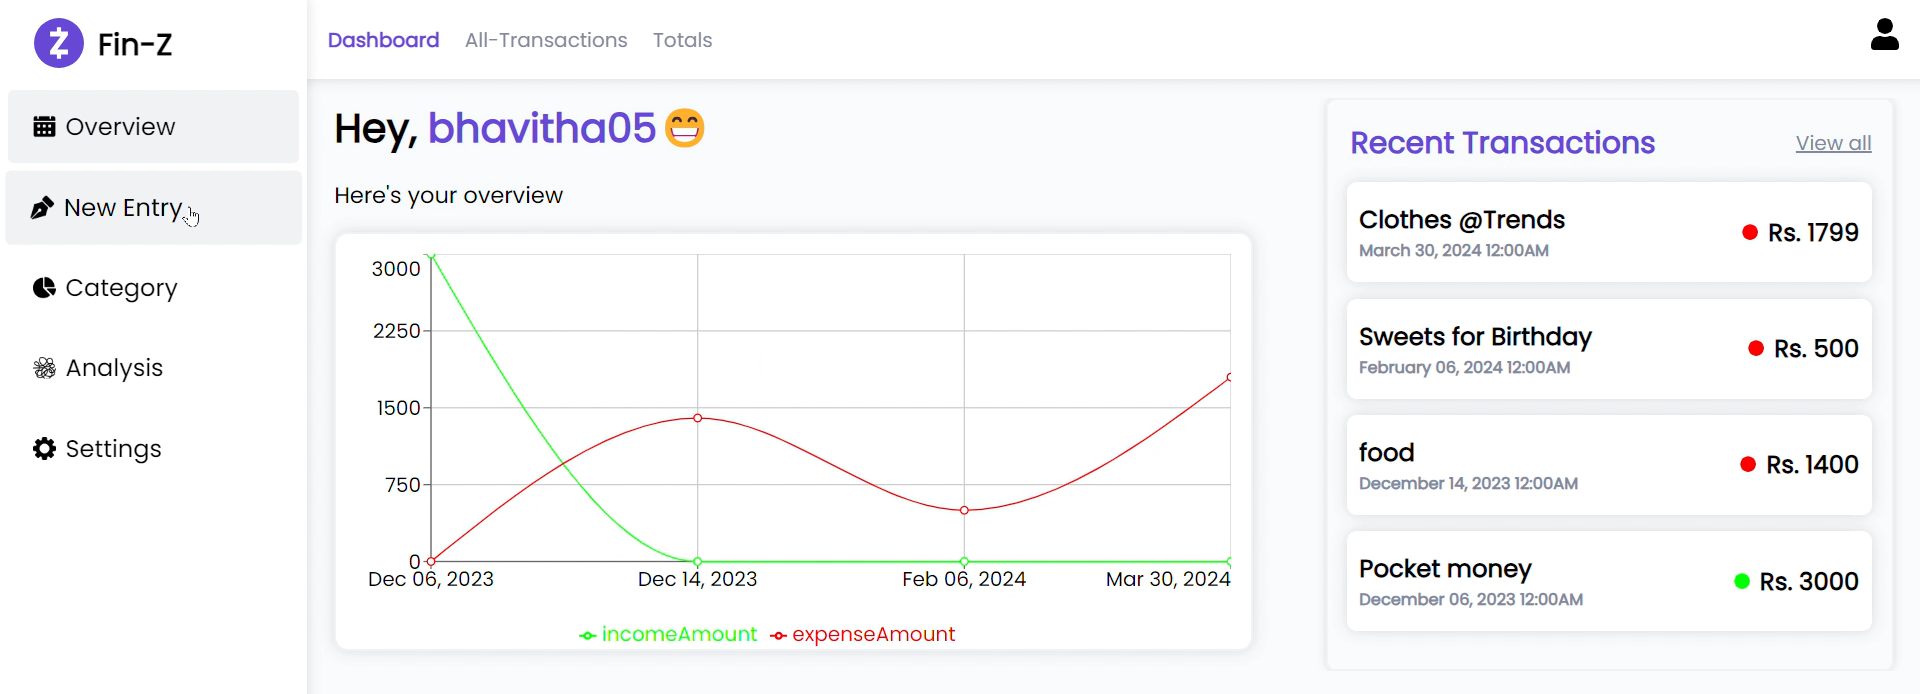 Fin-Z
Dashboard All-Transactions Totals
Overview
New Entry
Category
Analysis
Settings
Hey, bhavitha05
Here's your overview
3000
2250
1500
750
0
Dec 06, 2023 Dec 14, 2023 Feb 06, 2024 Mar 30, 2024
incomeAmount expenseAmount
Recent Transactions View all
Clothes @Trends
March 30, 2024 12:00AM
Rs. 1799
Sweets for Birthday
February 06, 2024 12:00AM
Rs. 500
food
December 14, 2023 12:00AM
Rs. 1400
Pocket money
December 06, 2023 12:00AM
Rs. 3000